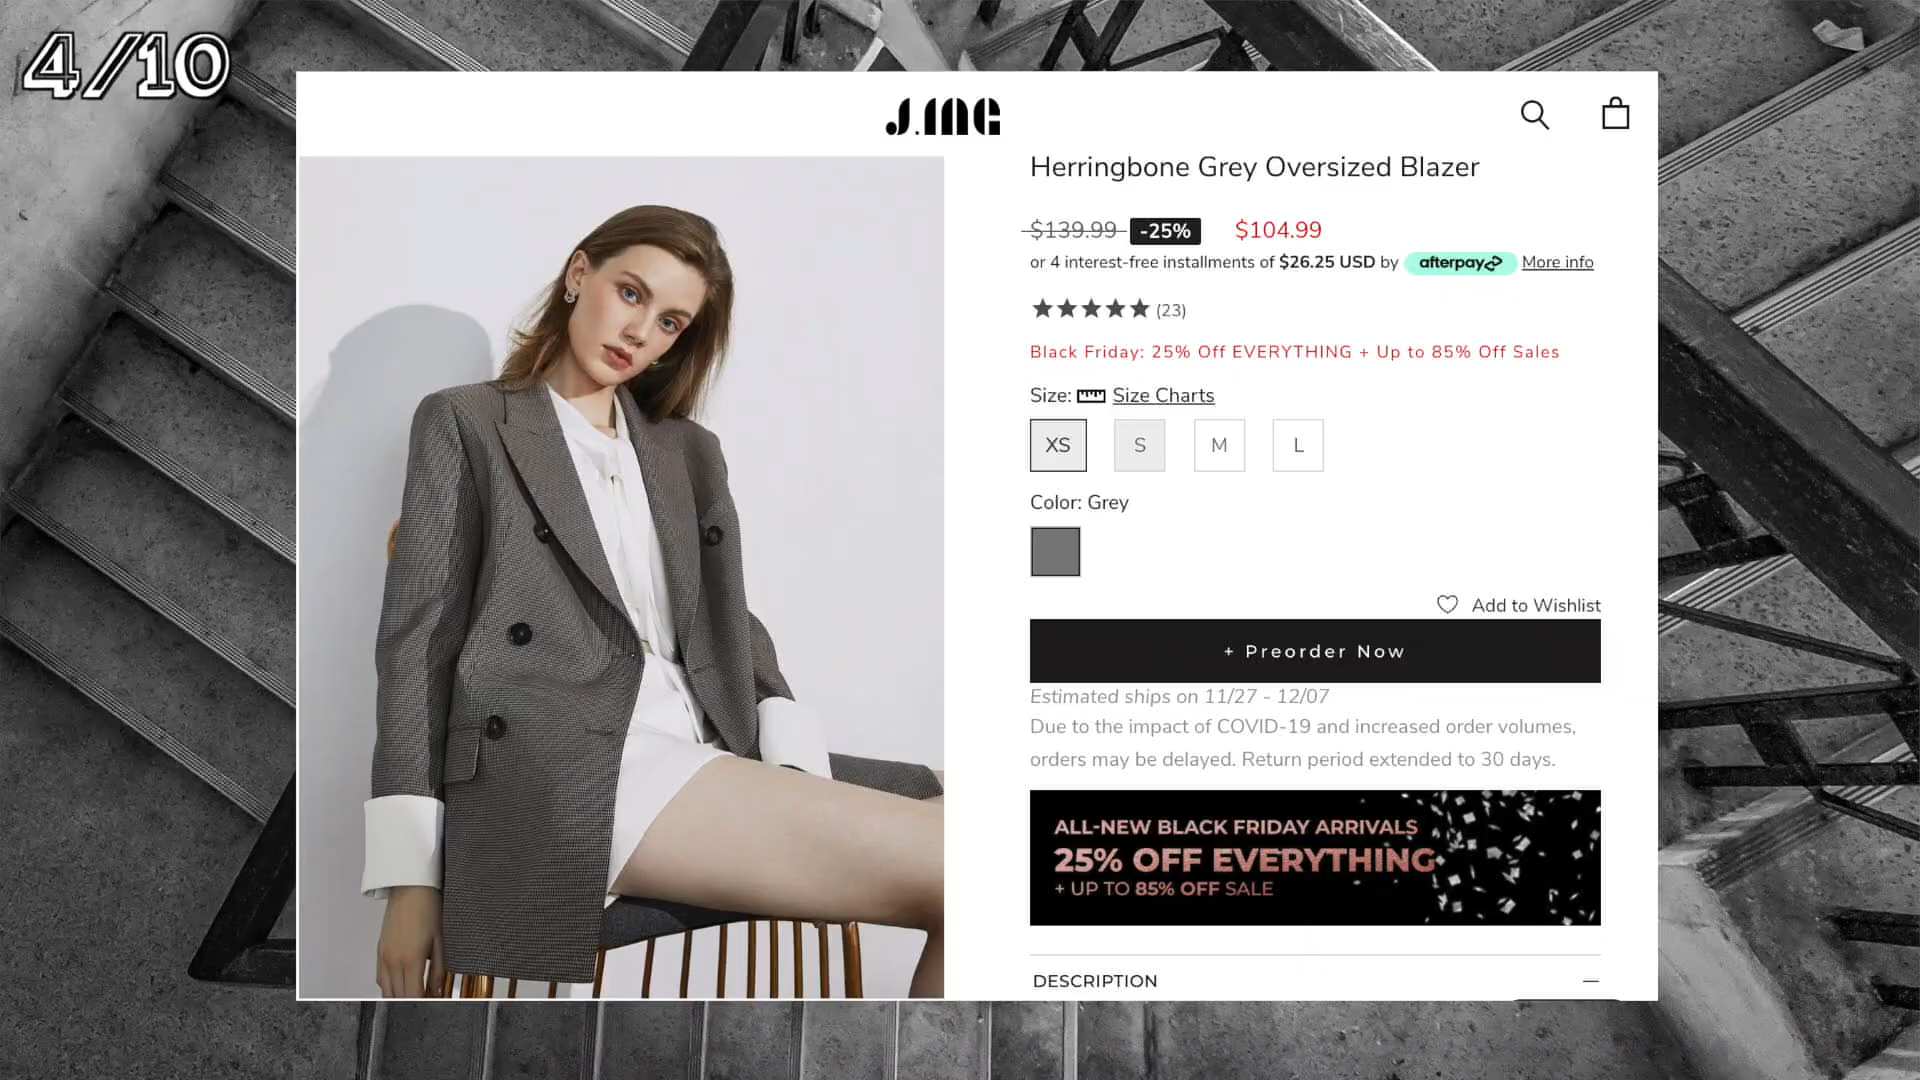 4/10
J.ING
Herringbone Grey Oversized Blazer
$139.99 -25% $104.99
or 4 interest-free installments of $26.25 USD by afterpay More info
(23)
Black Friday: 25% Off EVERYTHING + Up to 85% Off Sales
Size: Size Charts
XS S M L
Color: Grey
Add to Wishlist
+ Preorder Now
Estimated ships on 11/27 - 12/07
Due to the impact of COVID-19 and increased order volumes,
orders may be delayed. Return period extended to 30 days.
ALL-NEW BLACK FRIDAY ARRIVALS
25% OFF EVERYTHING
+ UP TO 85% OFF SALE
DESCRIPTION